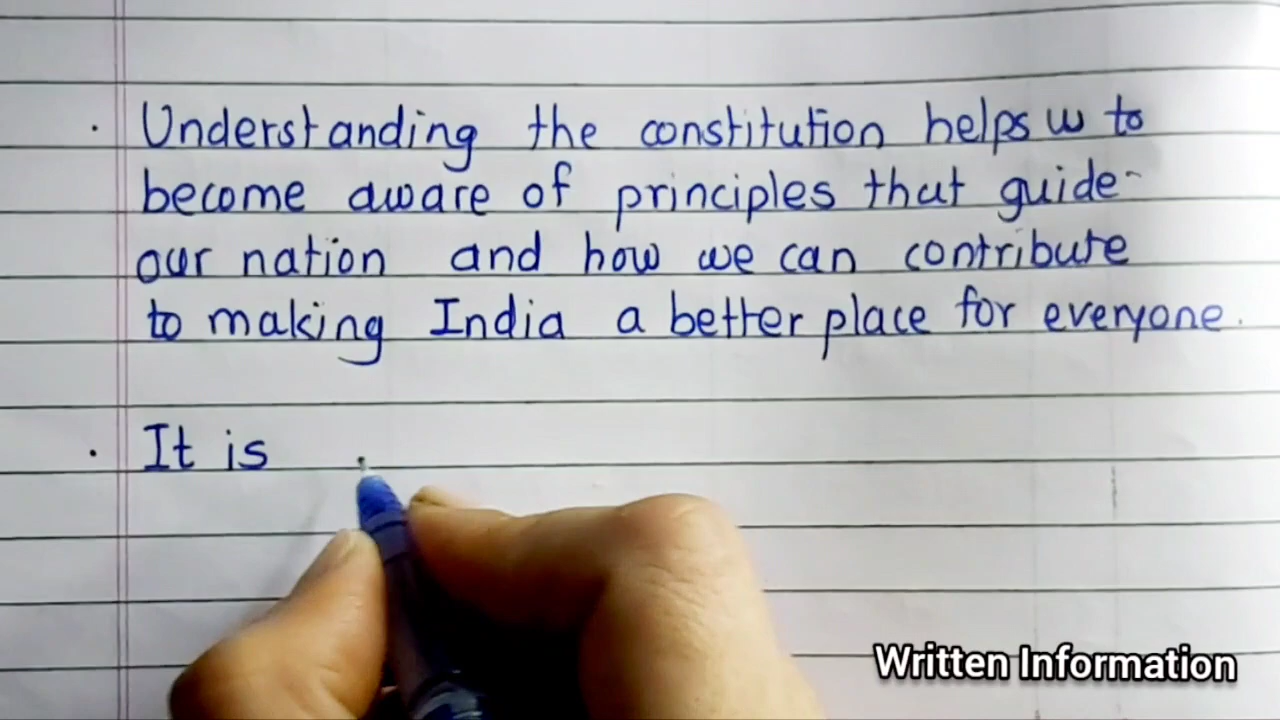 · Understanding the constitution helps us to
become aware of principles that guide
our nation and how we can contribute
to making India a better place for everyone.
· It is
Written Information